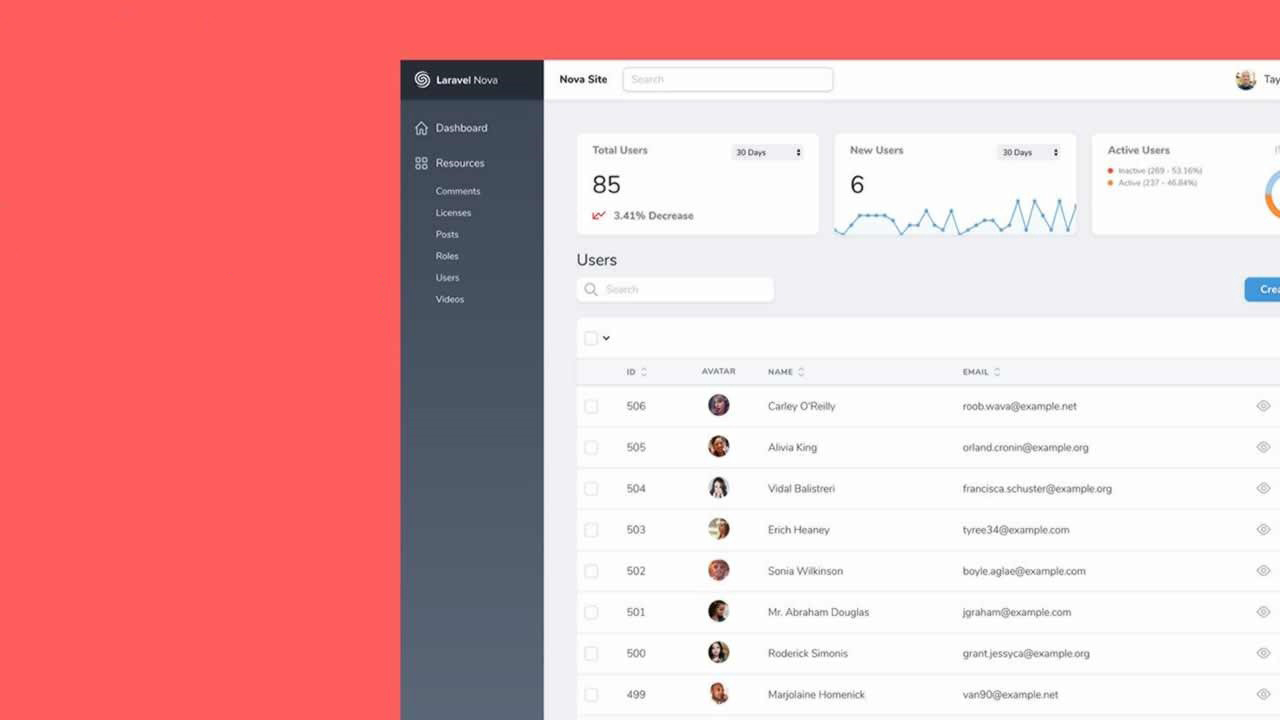 Laravel Nova
Nova Site
Search
Dashboard
Resources
Comments
Licenses
Posts
Roles
Users
Videos
Total Users
30 Days
85
3.41% Decrease
New Users
30 Days
6
Active Users
Inactive (269 - 53.16%)
Active (237 - 46.84%)
Users
Search
ID AVATAR NAME EMAIL
506 Carley O'Reilly roob.wava@example.net
505 Alivia King orland.cronin@example.org
504 Vidal Balistreri francisca.schuster@example.org
503 Erich Heaney tyree34@example.com
502 Sonia Wilkinson boyle.aglae@example.com
501 Mr. Abraham Douglas jgraham@example.com
500 Roderick Simonis grant.jessyca@example.org
499 Marjolaine Homenick van90@example.net